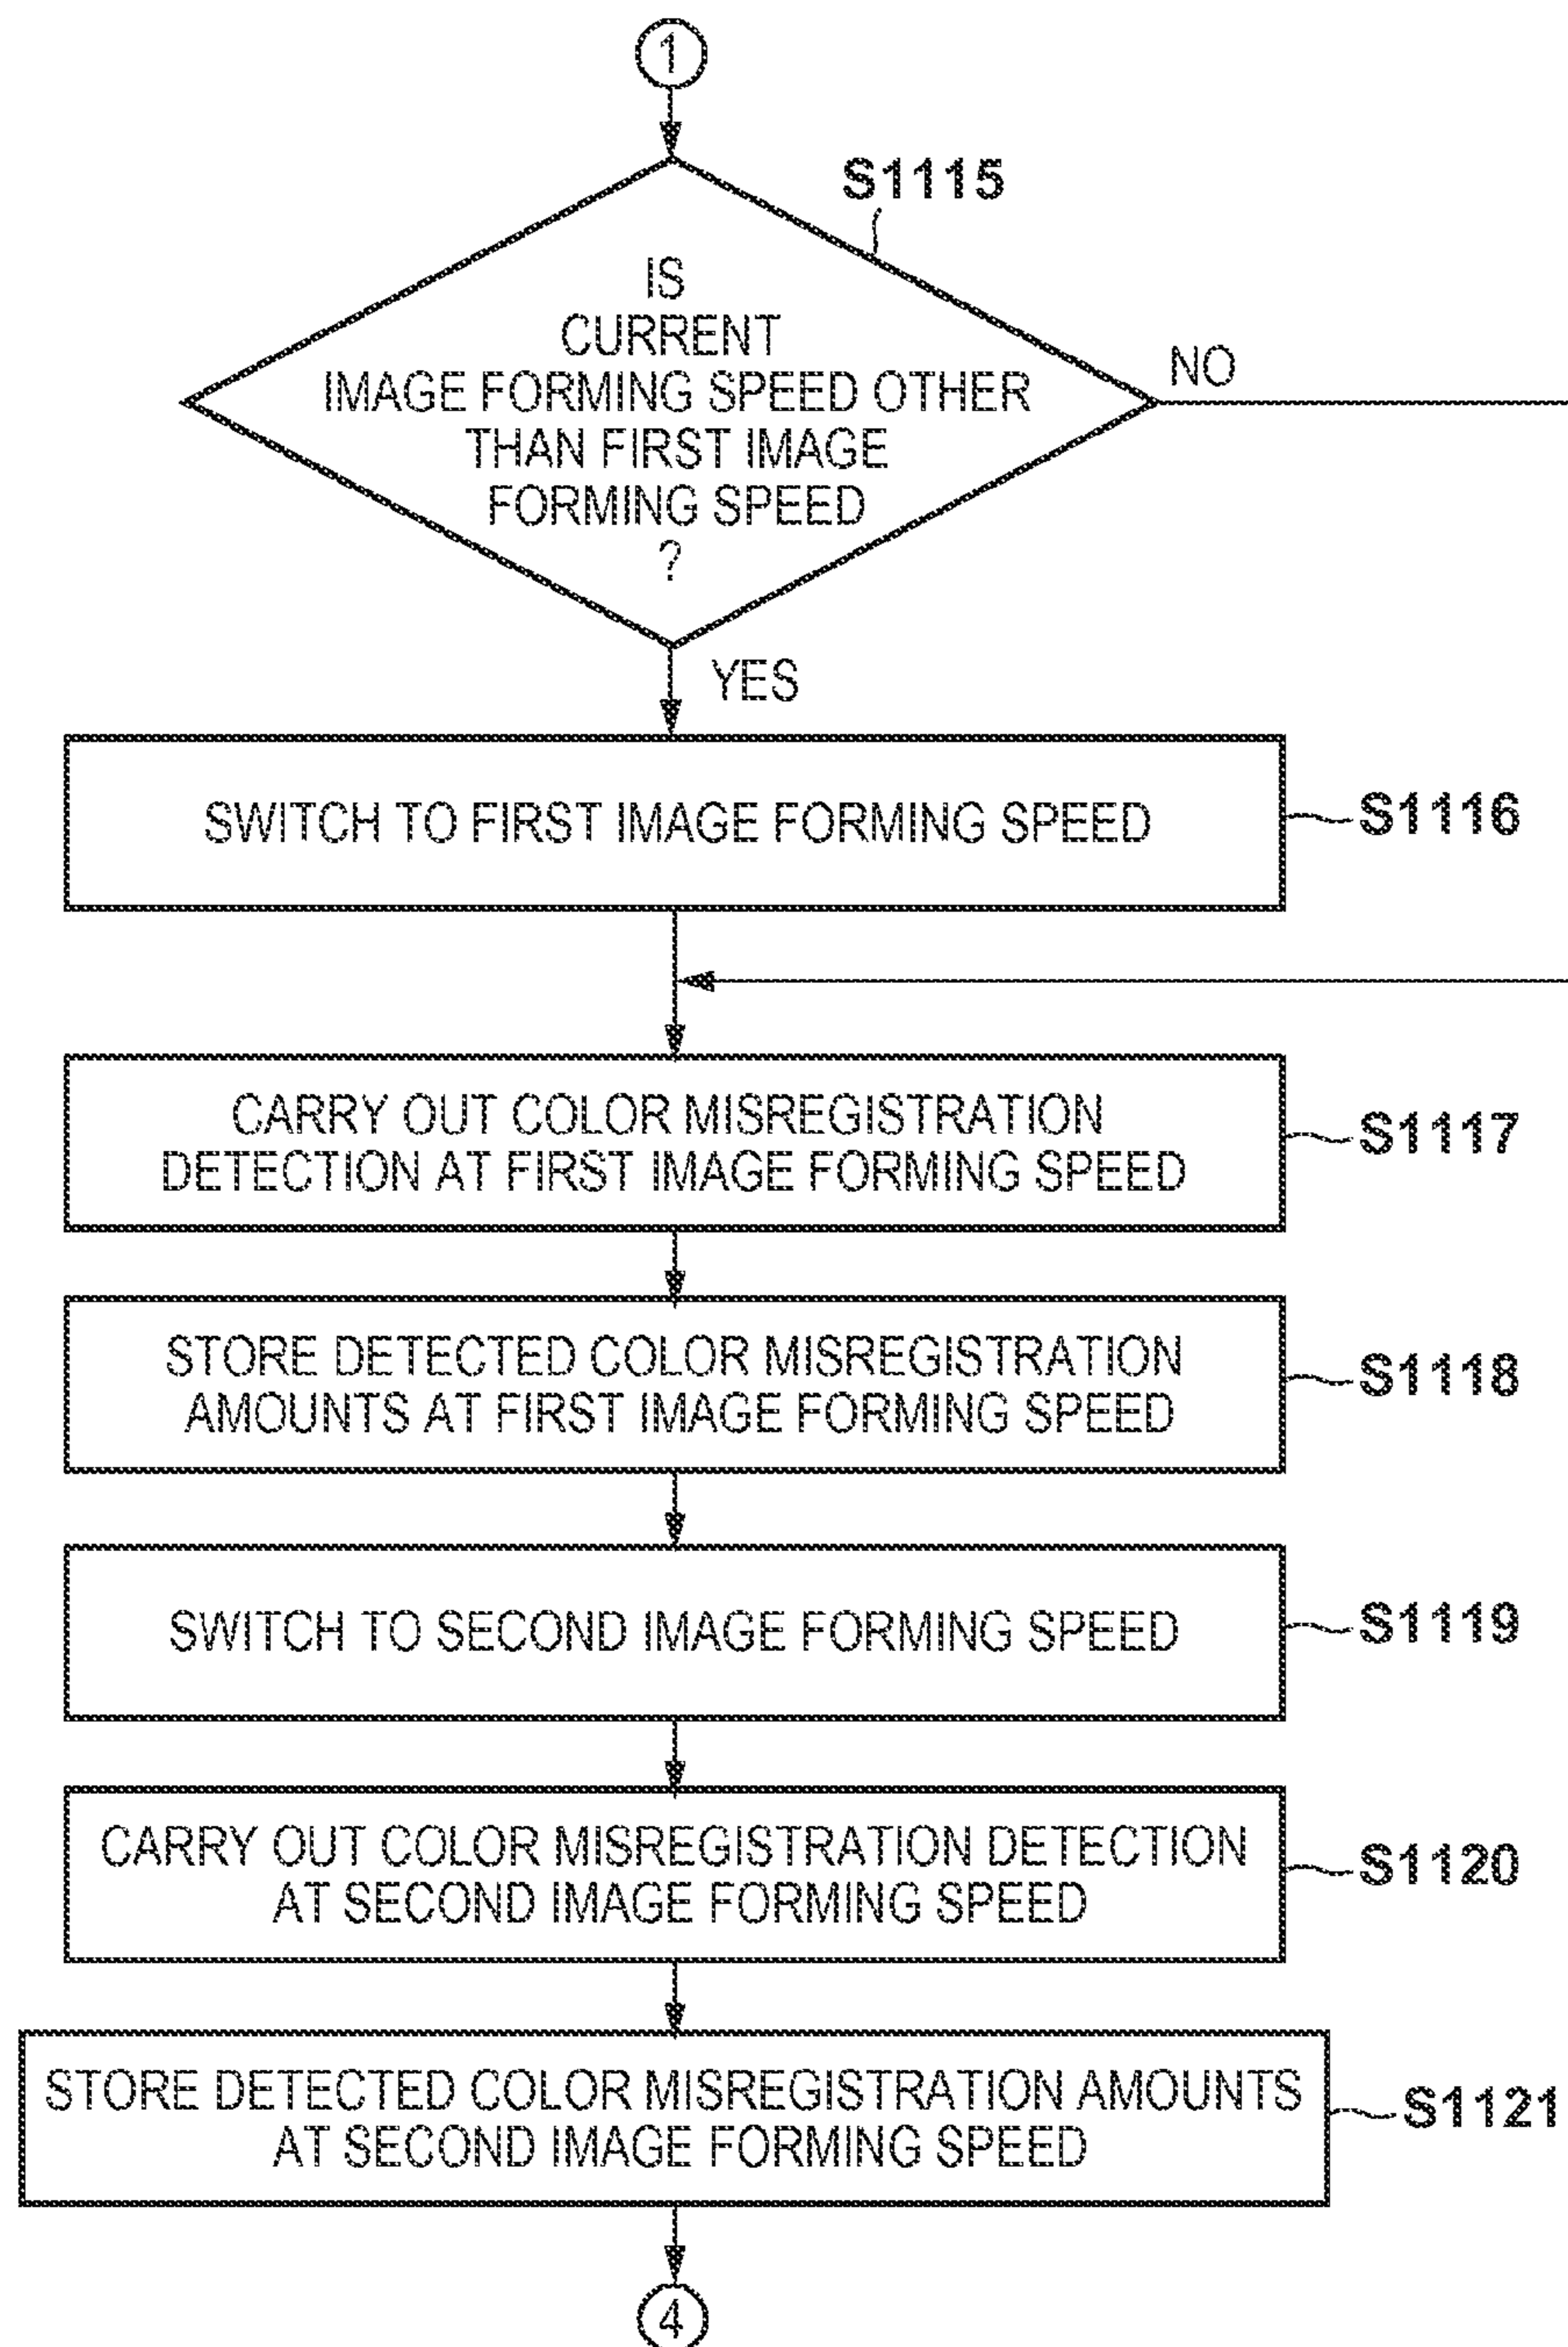 1
S1115
IS
CURRENT
IMAGE FORMING SPEED OTHER
THAN FIRST IMAGE
FORMING SPEED
?
NO
YES
SWITCH TO FIRST IMAGE FORMING SPEED
S1116
CARRY OUT COLOR MISREGISTRATION
DETECTION AT FIRST IMAGE FORMING SPEED
S1117
STORE DETECTED COLOR MISREGISTRATION
AMOUNTS AT FIRST IMAGE FORMING SPEED
S1118
SWITCH TO SECOND IMAGE FORMING SPEED
S1119
CARRY OUT COLOR MISREGISTRATION DETECTION
AT SECOND IMAGE FORMING SPEED
S1120
STORE DETECTED COLOR MISREGISTRATION AMOUNTS
AT SECOND IMAGE FORMING SPEED
S1121
4